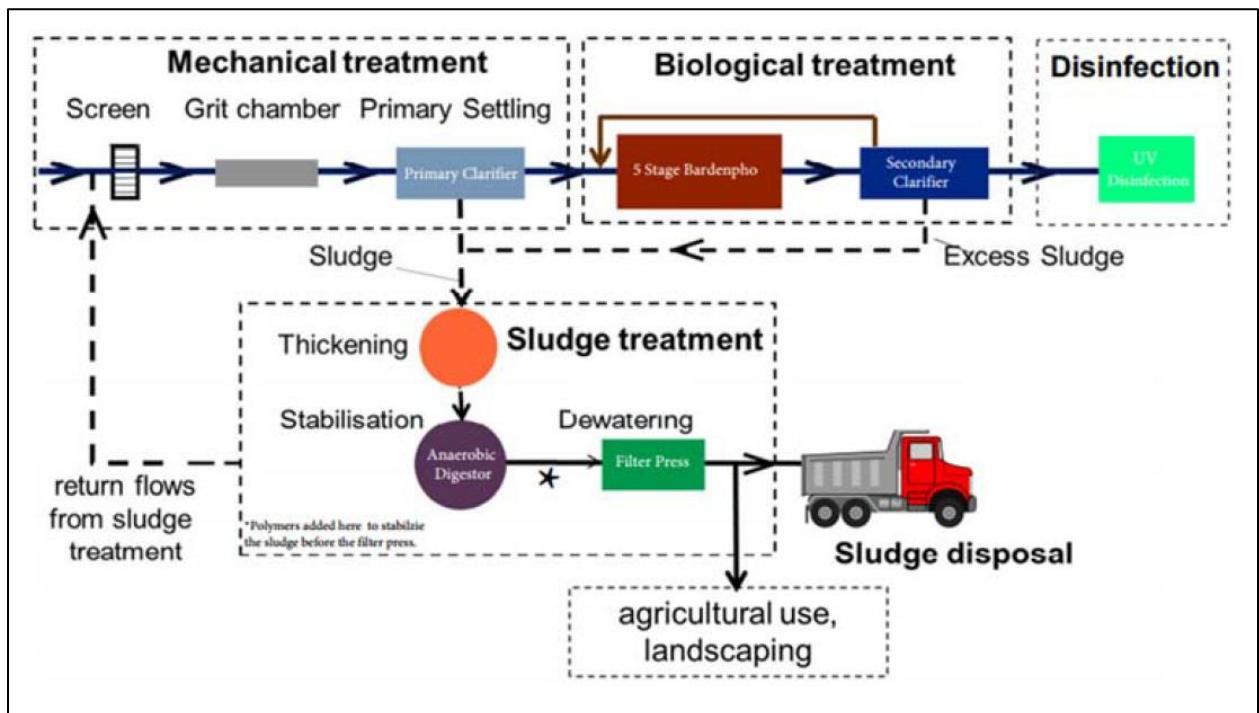 Mechanical treatment
Biological treatment
Disinfection
Screen
Grit chamber
Primary Settling
Primary Clarifier
5 Stage Bardenpho
Secondary
Clarifier
UV
Disinfection
Sludge
Excess Sludge
Thickening
Sludge treatment
Stabilisation
Dewatering
Anaerobic
Digestor
Filter Press
*
return flows
from sludge
treatment
*Polymers added here to stabilzie
the sludge before the filter press.
Sludge disposal
agricultural use,
landscaping